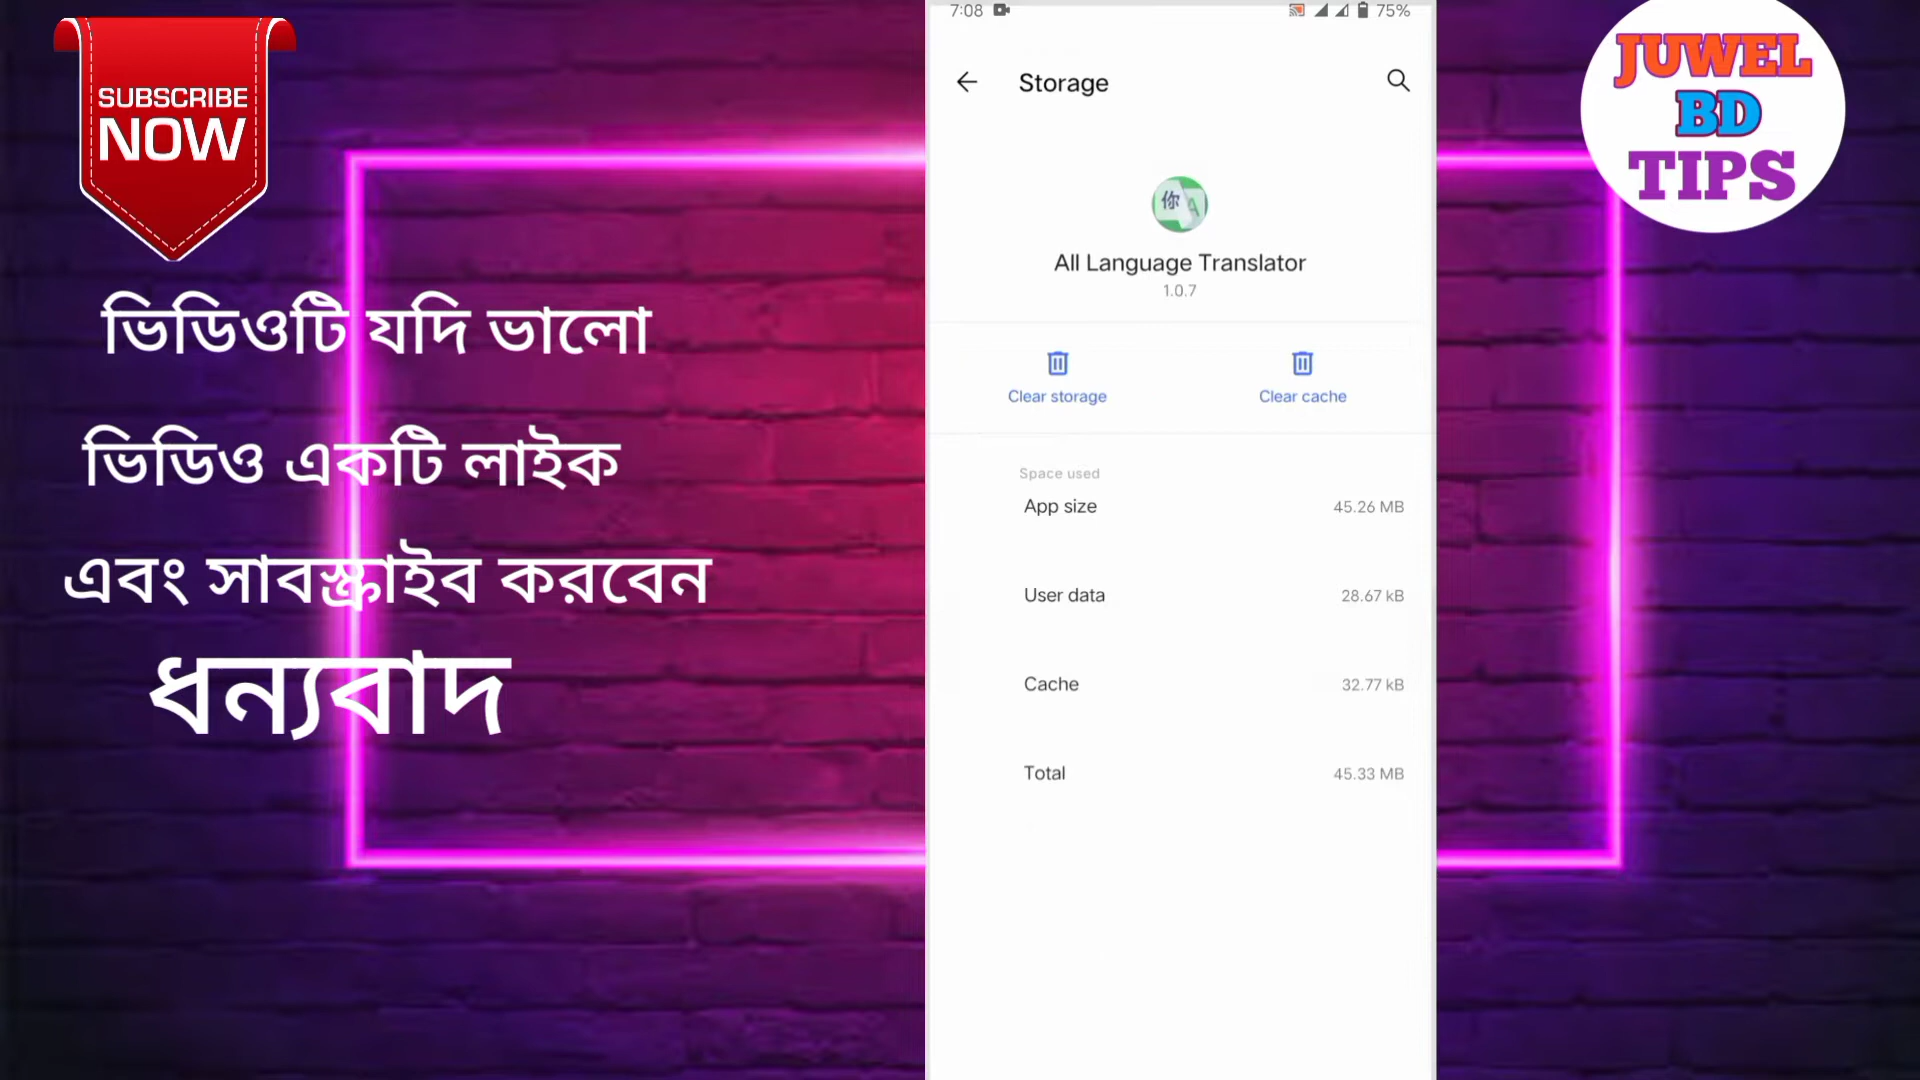 SUBSCRIBE
NOW
ভিডিওটি যদি ভালো
ভিডিও একটি লাইক
এবং সাবস্ক্রাইব করবেন
ধন্যবাদ
7:08
75%
Storage
你 A
All Language Translator
1.0.7
Clear storage
Clear cache
Space used
App size 45.26 MB
User data 28.67 kB
Cache 32.77 kB
Total 45.33 MB
JUWEL
BD
TIPS